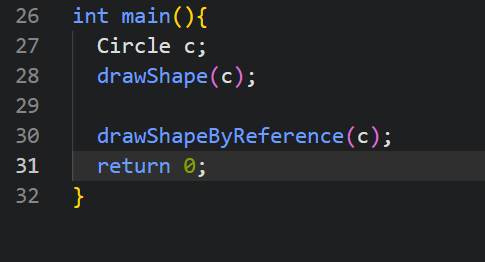 26 int main(){
27   Circle c;
28   drawShape(c);
29
30   drawShapeByReference(c);
31   return 0;
32 }